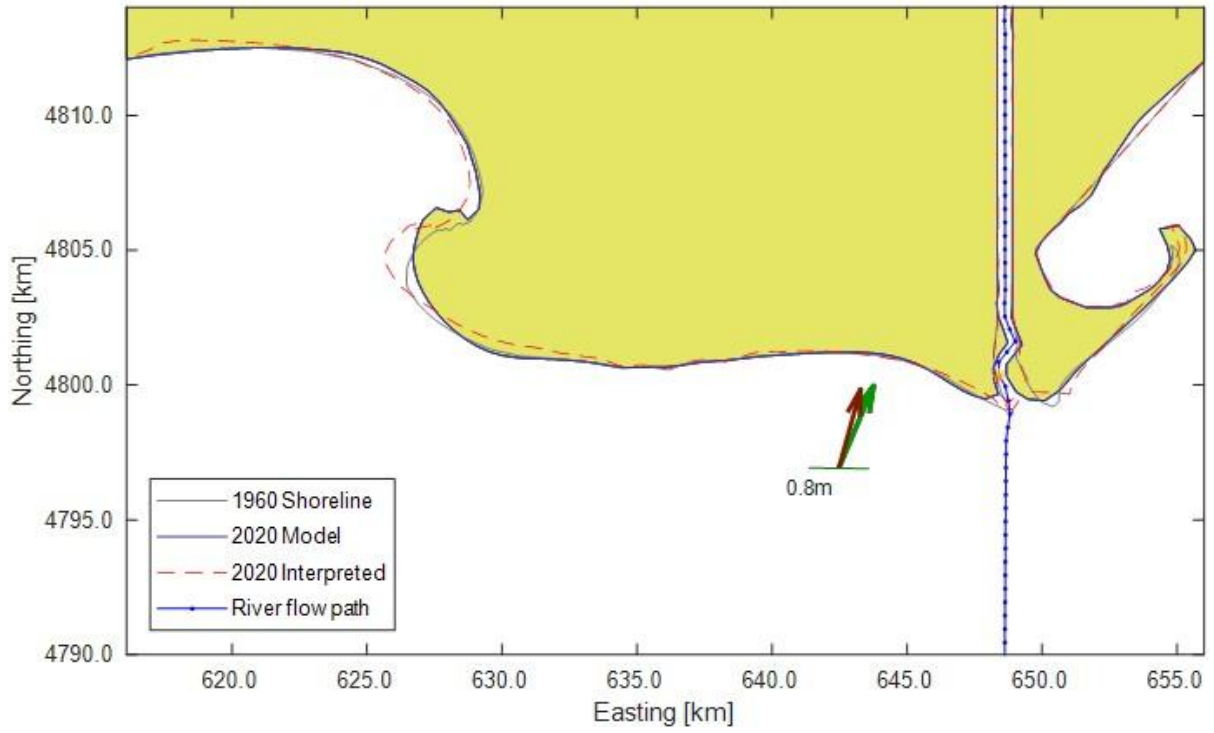 4810.0
4805.0
4800.0
4795.0
4790.0
Northing [km]
0.8m
1960 Shoreline
2020 Model
2020 Interpreted
River flow path
620.0 625.0 630.0 635.0 640.0 645.0 650.0 655.0
Easting [km]